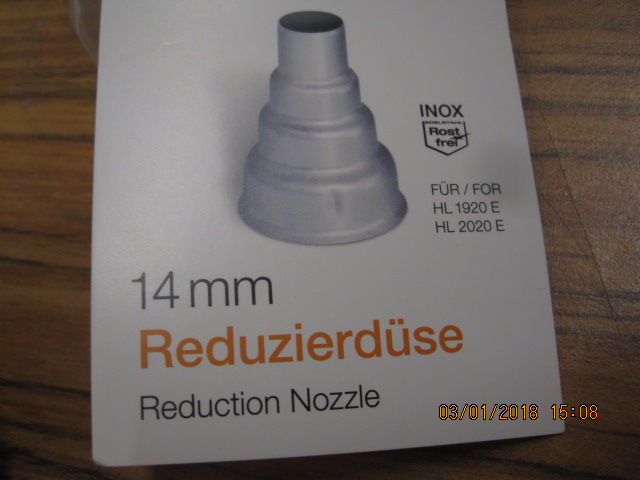 INOX
EDELSTAHL
Rost
frei
FÜR / FOR
HL 1920 E
HL 2020 E
14 mm
Reduzierdüse
Reduction Nozzle
03/01/2018 15:08